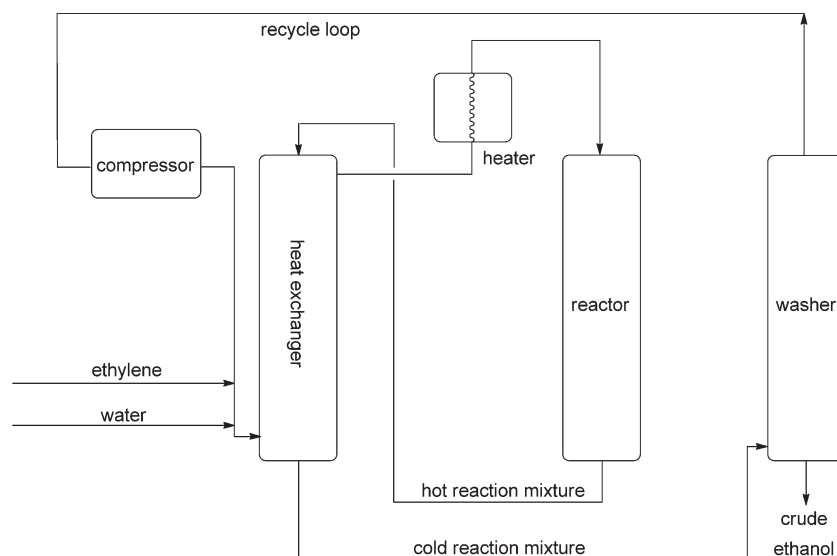 recycle loop
compressor
heater
heat exchanger
reactor
washer
ethylene
water
hot reaction mixture
cold reaction mixture
crude
ethanol